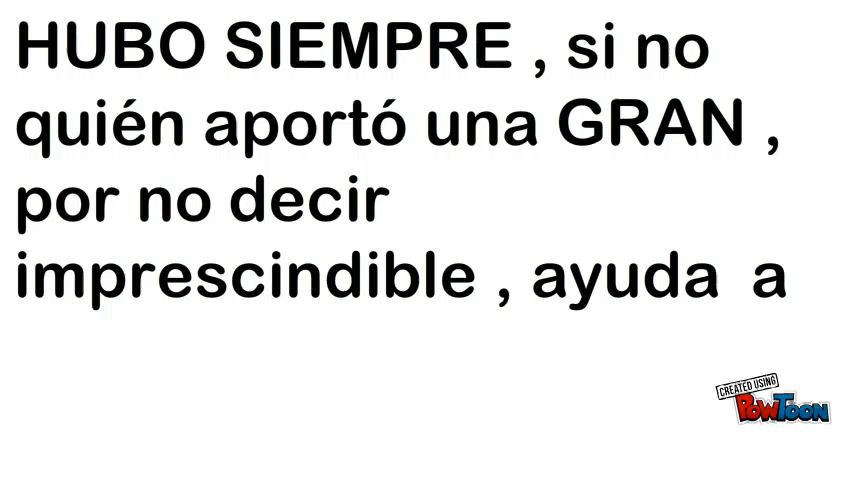 HUBO SIEMPRE , si no
quién aportó una GRAN ,
por no decir
imprescindible , ayuda  a
CREATED USING
POWTOON